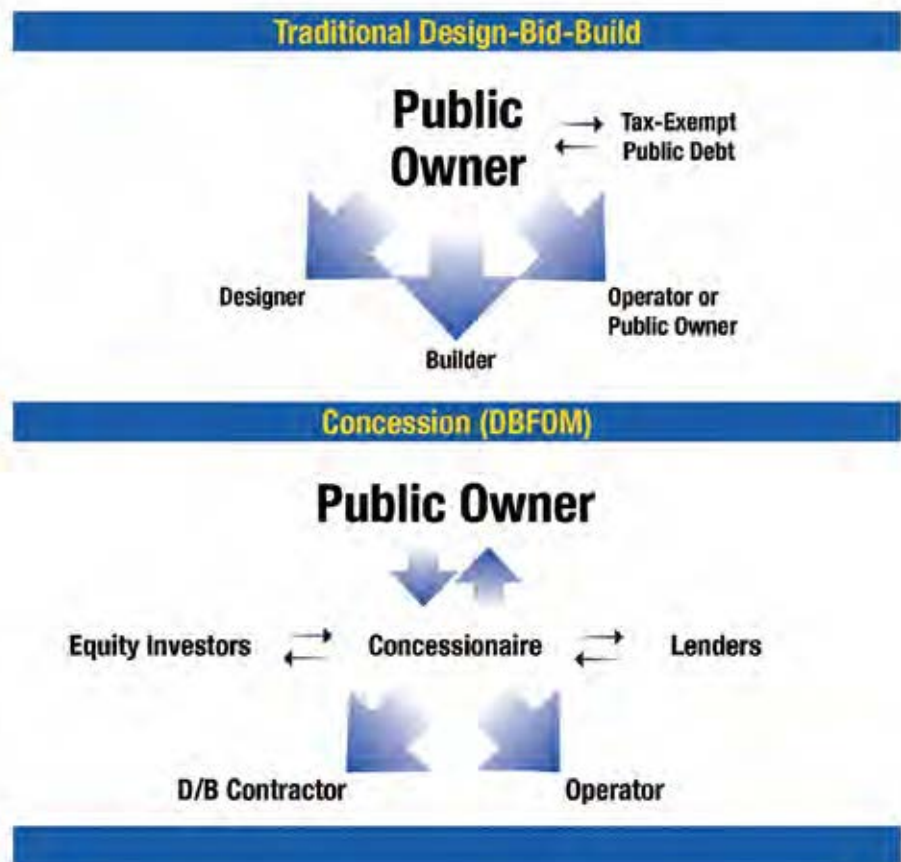 Traditional Design-Bid-Build
Public
Owner
Tax-Exempt
Public Debt
Designer
Builder
Operator or
Public Owner
Concession (DBFOM)
Public Owner
Equity Investors
Concessionaire
Lenders
D/B Contractor
Operator